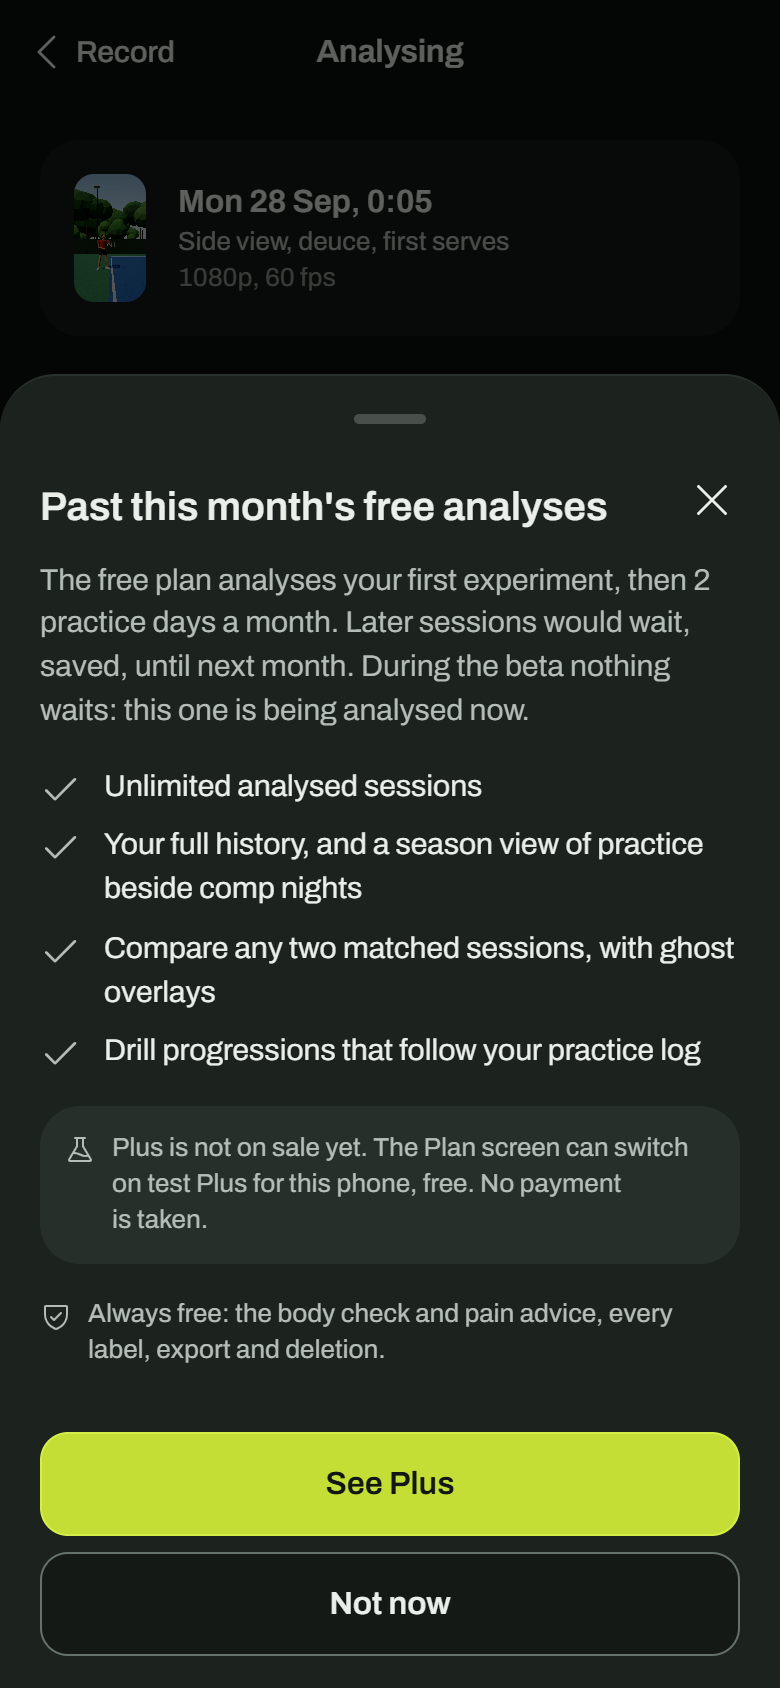 Record
Analysing
Mon 28 Sep, 0:05
Side view, deuce, first serves
1080p, 60 fps
Past this month's free analyses
The free plan analyses your first experiment, then 2
practice days a month. Later sessions would wait,
saved, until next month. During the beta nothing
waits: this one is being analysed now.
Unlimited analysed sessions
Your full history, and a season view of practice
beside comp nights
Compare any two matched sessions, with ghost
overlays
Drill progressions that follow your practice log
Plus is not on sale yet. The Plan screen can switch
on test Plus for this phone, free. No payment
is taken.
Always free: the body check and pain advice, every
label, export and deletion.
See Plus
Not now